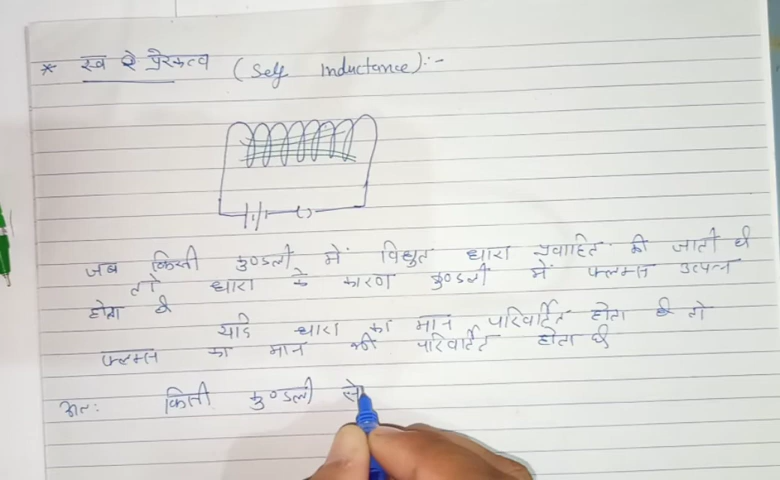 * स्व प्रेरकत्व (Self Inductance):-
जब किसी कुण्डली में विधुत धारा प्रवाहित की जाती है
तो धारा के कारण कुण्डली में फ्लक्स उत्पन्न
होता है
यदि धारा का मान परिवर्तित होता है तो
फ्लक्स का मान भी परिवर्तित होता है
अतः किसी कुण्डली से